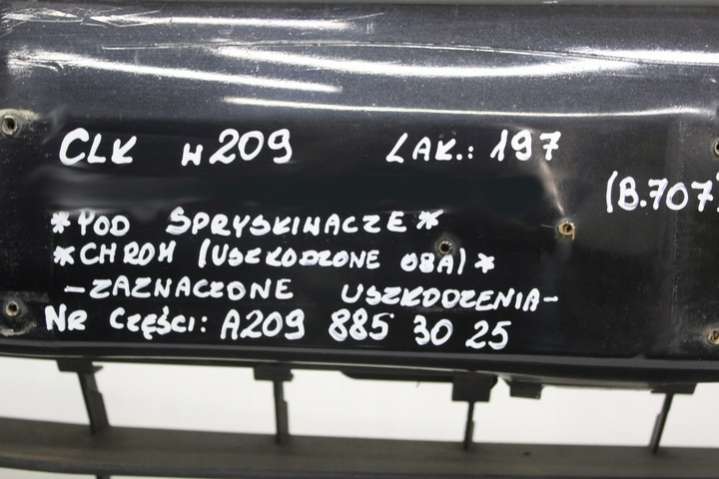 CLK W209 LAK.: 197
(B.707
*POD SPRYSKIWACZE*
*CHROM (USZKODZONE OBA)*
-ZAZNACZONE USZKODZENIA-
NR CZĘŚCI: A209 885 30 25